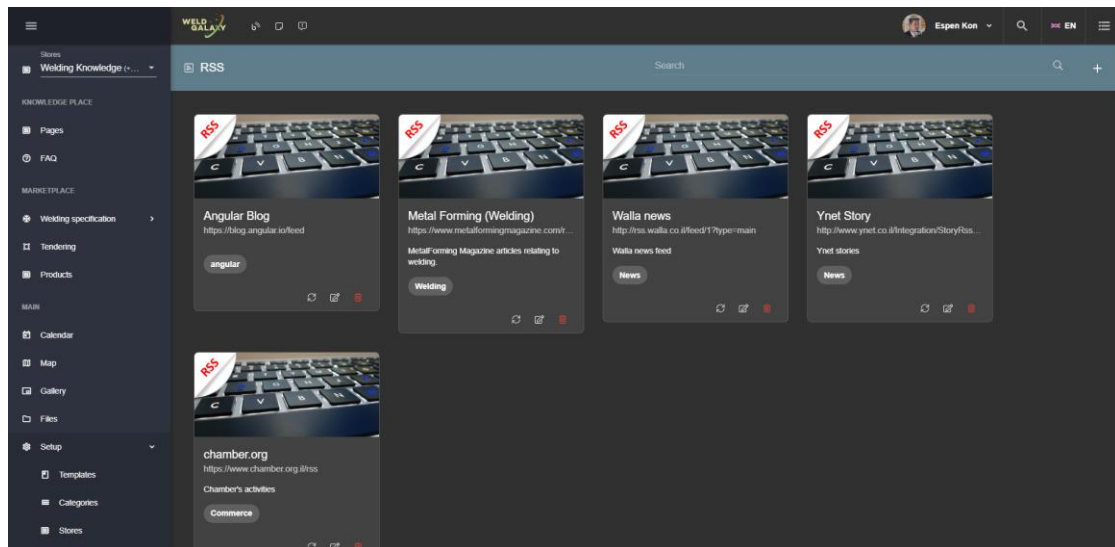 WELD
GALAXY
Espen Kon
EN
Stores
Welding Knowledge (+...
RSS
Search
KNOWLEDGE PLACE
Pages
FAQ
MARKETPLACE
Welding specification
Tendering
Products
MAIN
Calendar
Map
Gallery
Files
Setup
Templates
Categories
Stores
RSS
C V B N
Angular Blog
https://blog.angular.io/feed
angular
RSS
C V B N
Metal Forming (Welding)
https://www.metalformingmagazine.com/r...
MetalForming Magazine articles relating to
welding.
Welding
RSS
C V B N
Walla news
http://rss.walla.co.il/feed/1?type=main
Walla news feed
News
RSS
C V B N
Ynet Story
http://www.ynet.co.il/Integration/StoryRss...
Ynet stories
News
RSS
C V B N
chamber.org
https://www.chamber.org.il/rss
Chamber's activities
Commerce